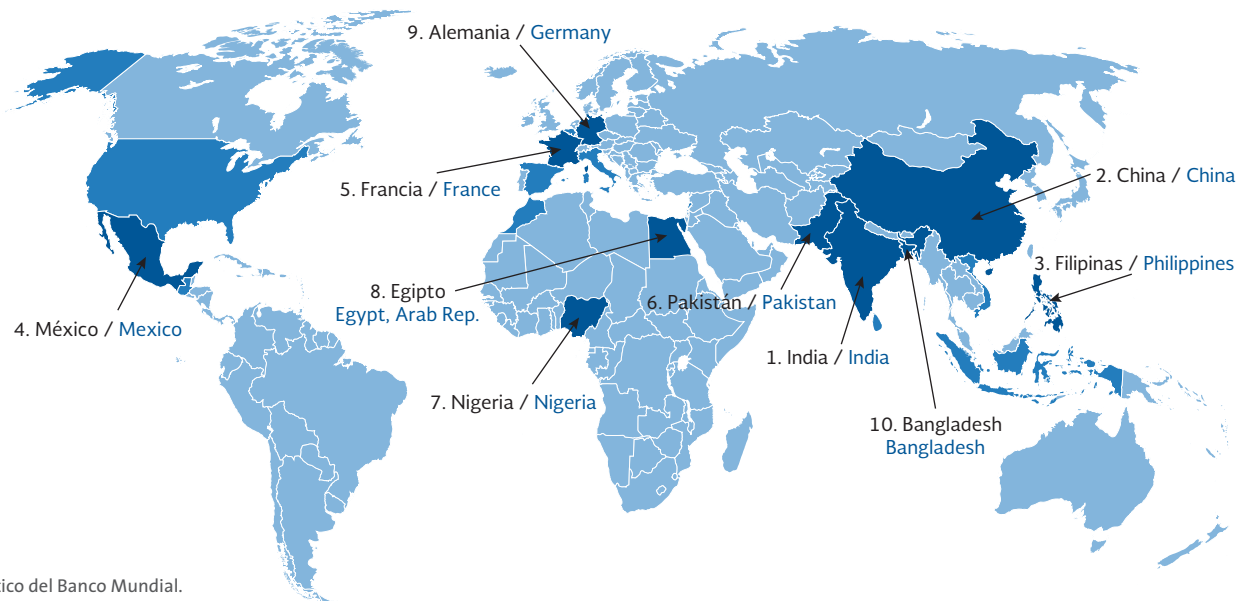 9. Alemania / Germany
5. Francia / France
2. China / China
3. Filipinas / Philippines
8. Egipto
Egypt, Arab Rep.
6. Pakistán / Pakistan
4. México / Mexico
1. India / India
7. Nigeria / Nigeria
10. Bangladesh
Bangladesh
ico del Banco Mundial.